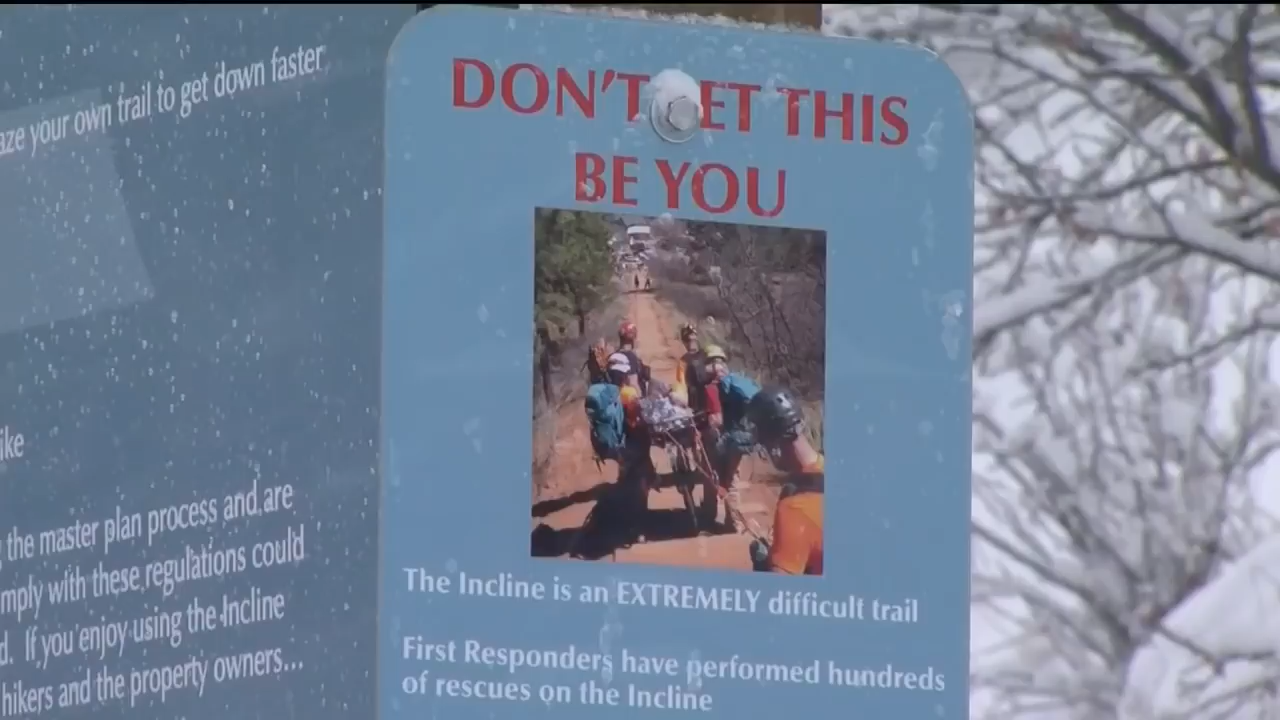 aze your own trail to get down faster
ike
the master plan process and are
mply with these regulations could
d. If you enjoy using the Incline
hikers and the property owners...
DON'T ET THIS
BE YOU
The Incline is an EXTREMELY difficult trail
First Responders have performed hundreds
of rescues on the Incline